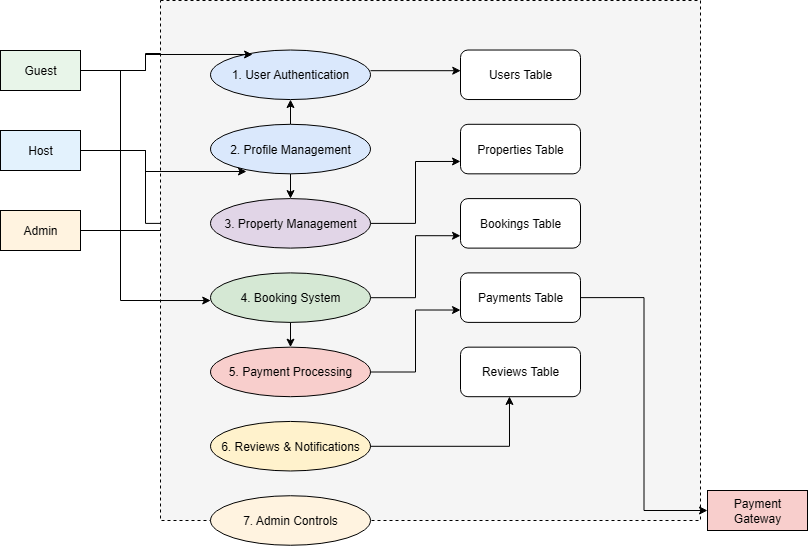 Guest
Host
Admin
1. User Authentication
2. Profile Management
3. Property Management
4. Booking System
5. Payment Processing
6. Reviews & Notifications
7. Admin Controls
Users Table
Properties Table
Bookings Table
Payments Table
Reviews Table
Payment
Gateway